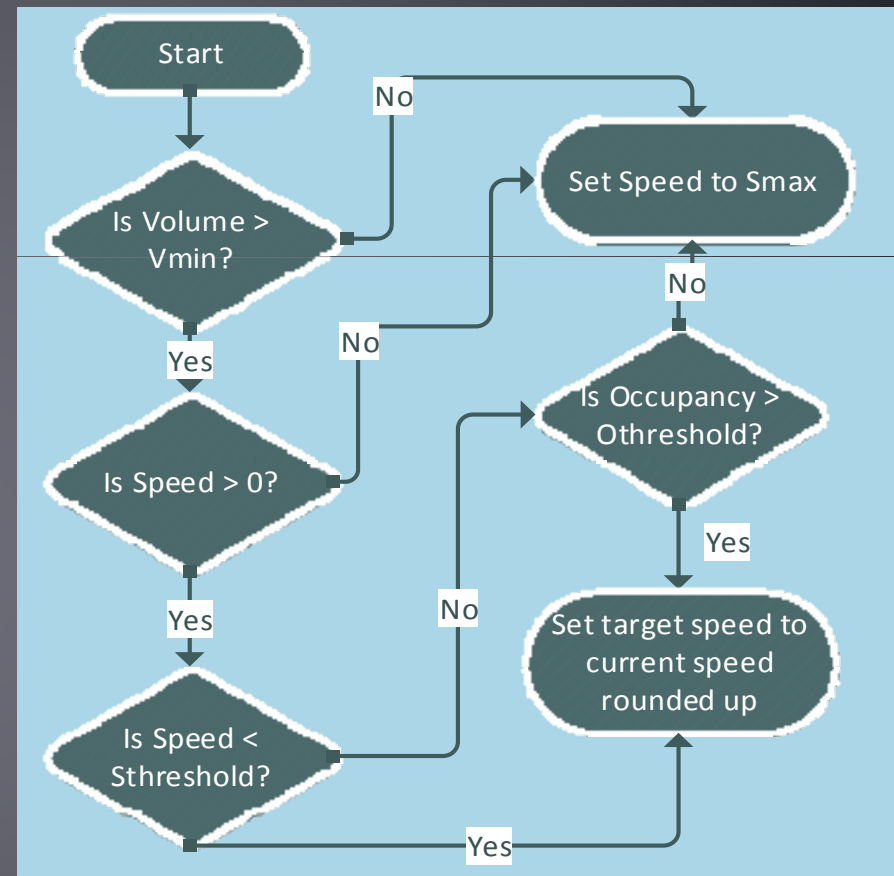 Start
No
Set Speed to Smax
Is Volume >
Vmin?
No
No
Yes
Is Occupancy >
Othreshold?
Is Speed > 0?
Yes
No
Yes
Set target speed to
current speed
rounded up
Is Speed <
Sthreshold?
Yes